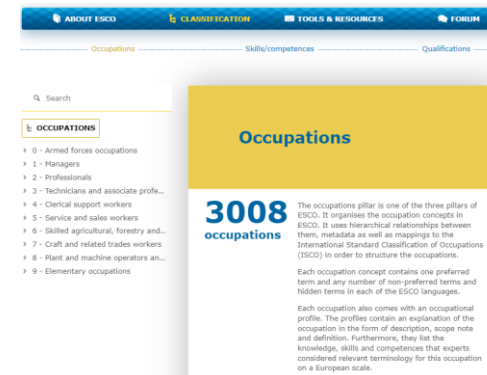 ABOUT ESCO
CLASSIFICATION
TOOLS & RESOURCES
FORUM
Occupations
Skills/competences
Qualifications
Search
OCCUPATIONS
0 - Armed forces occupations
1 - Managers
2 - Professionals
3 - Technicians and associate profe...
4 - Clerical support workers
5 - Service and sales workers
6 - Skilled agricultural, forestry and...
7 - Craft and related trades workers
8 - Plant and machine operators an...
9 - Elementary occupations
Occupations
3008
occupations
The occupations pillar is one of the three pillars of
ESCO. It organises the occupation concepts in
ESCO. It uses hierarchical relationships between
them, metadata as well as mappings to the
International Standard Classification of Occupations
(ISCO) in order to structure the occupations.
Each occupation concept contains one preferred
term and any number of non-preferred terms and
hidden terms in each of the ESCO languages.
Each occupation also comes with an occupational
profile. The profiles contain an explanation of the
occupation in the form of description, scope note
and definition. Furthermore, they list the
knowledge, skills and competences that experts
considered relevant terminology for this occupation
on a European scale.